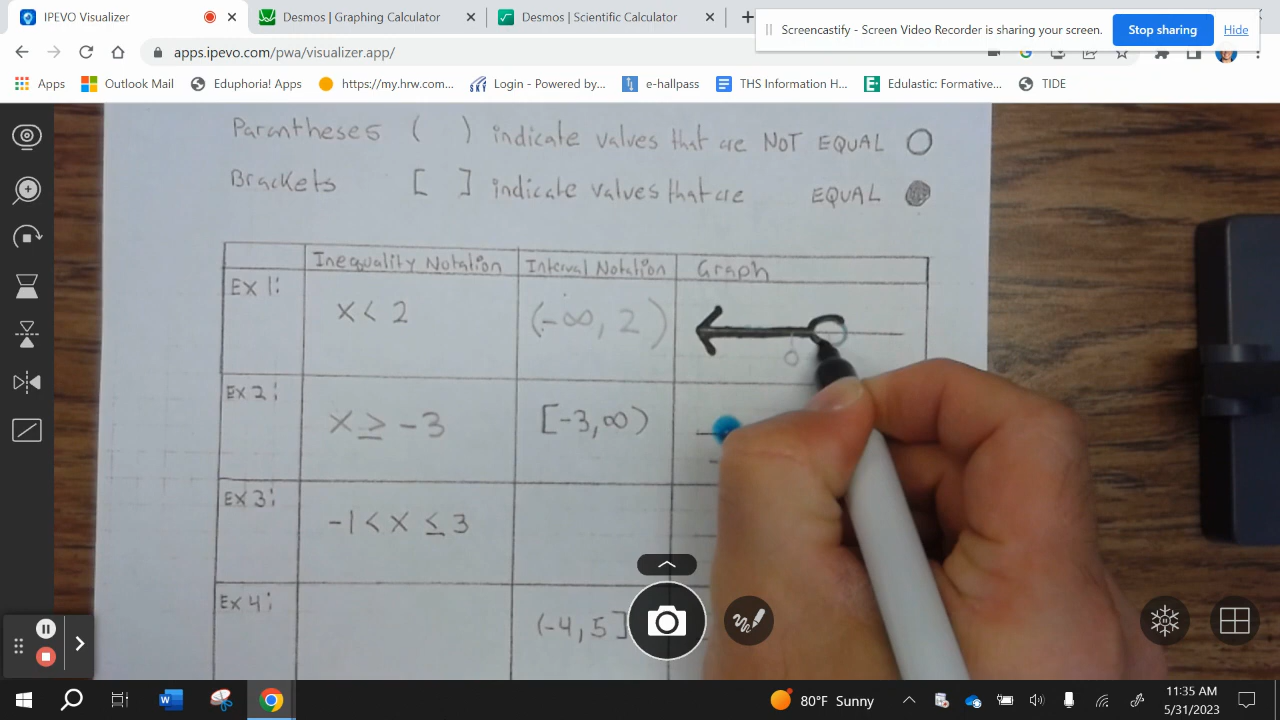 IPEVO Visualizer
Desmos | Graphing Calculator
Desmos | Scientific Calculator
Screencastify - Screen Video Recorder is sharing your screen.
Stop sharing
Hide
apps.ipevo.com/pwa/visualizer.app/
Apps
Outlook Mail
Eduphoria! Apps
https://my.hrw.com...
Login - Powered by...
e-hallpass
THS Information H...
Edulastic: Formative...
TIDE
Parantheses ( ) indicate values that are NOT EQUAL
Brackets [ ] indicate values that are EQUAL
Inequality Notation
Interval Notation
Graph
Ex 1:
x < 2
(-∞, 2)
0
Ex 2:
x ≥ -3
[-3, ∞)
Ex 3:
-1 < x ≤ 3
Ex 4:
(-4, 5]
80°F Sunny
11:35 AM
5/31/2023